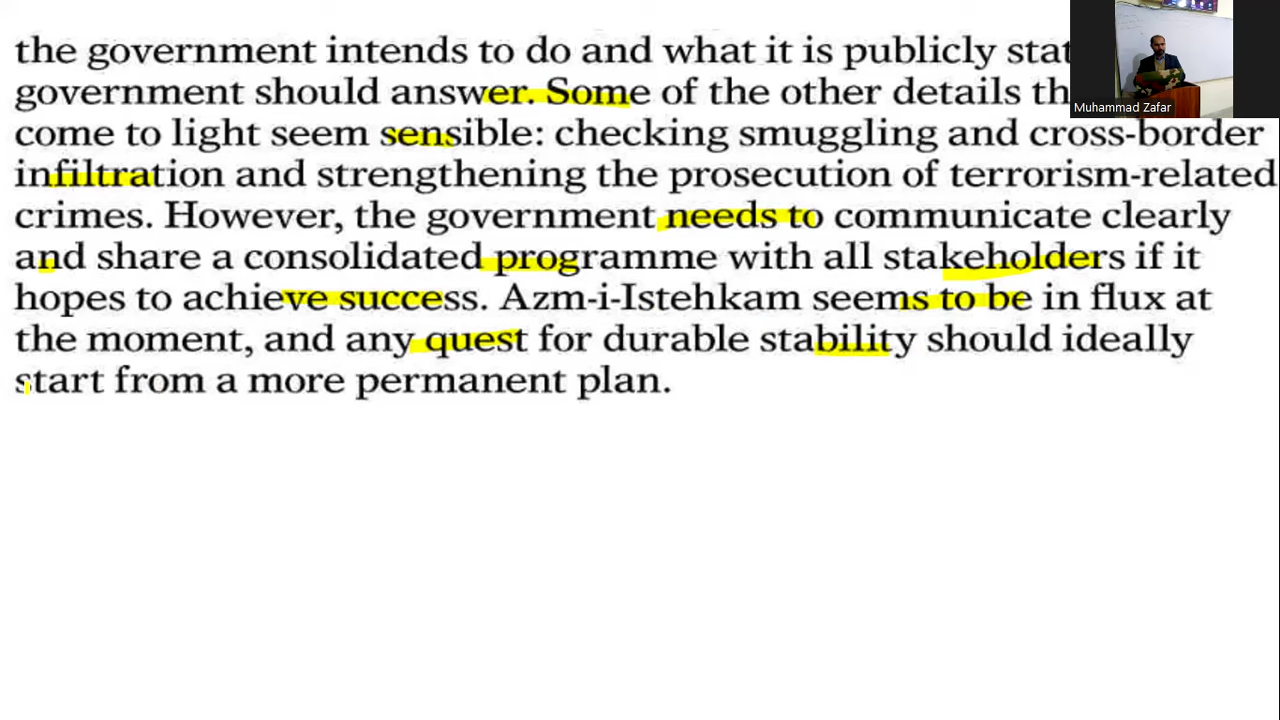 the government intends to do and what it is publicly
government should answer. Some of the other details
come to light seem sensible: checking smuggling and cross-border
infiltration and strengthening the prosecution of terrorism-related
crimes. However, the government needs to communicate clearly
and share a consolidated programme with all stakeholders if it
hopes to achieve success. Azm-i-Istehkam seems to be in flux at
the moment, and any quest for durable stability should ideally
start from a more permanent plan.
Muhammad Zafar